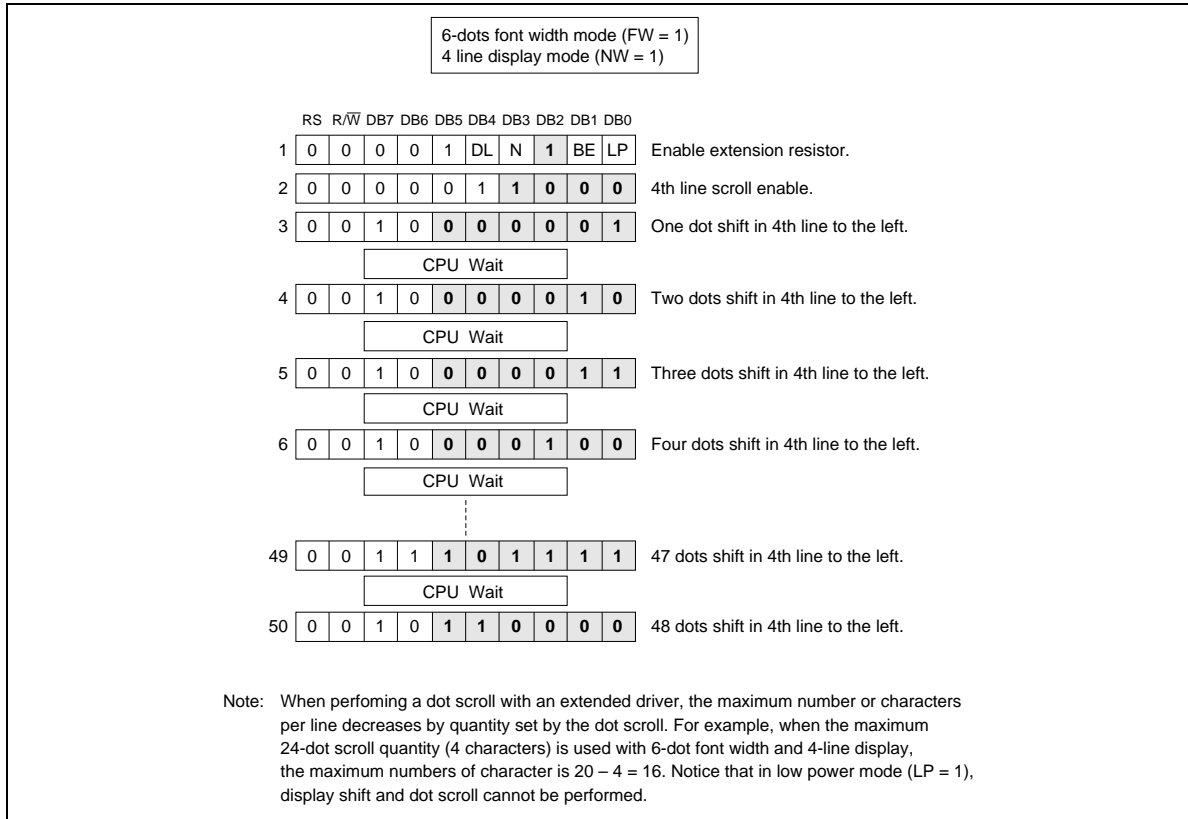 6-dots font width mode (FW = 1)
4 line display mode (NW = 1)
RS R/W̅ DB7 DB6 DB5 DB4 DB3 DB2 DB1 DB0
1 0 0 0 0 1 DL N 1 BE LP Enable extension resistor.
2 0 0 0 0 0 1 1 0 0 0 4th line scroll enable.
3 0 0 1 0 0 0 0 0 0 1 One dot shift in 4th line to the left.
CPU Wait
4 0 0 1 0 0 0 0 0 1 0 Two dots shift in 4th line to the left.
CPU Wait
5 0 0 1 0 0 0 0 0 1 1 Three dots shift in 4th line to the left.
CPU Wait
6 0 0 1 0 0 0 0 1 0 0 Four dots shift in 4th line to the left.
CPU Wait
49 0 0 1 1 1 0 1 1 1 1 47 dots shift in 4th line to the left.
CPU Wait
50 0 0 1 0 1 1 0 0 0 0 48 dots shift in 4th line to the left.
Note: When perfoming a dot scroll with an extended driver, the maximum number or characters
per line decreases by quantity set by the dot scroll. For example, when the maximum
24-dot scroll quantity (4 characters) is used with 6-dot font width and 4-line display,
the maximum numbers of character is 20 – 4 = 16. Notice that in low power mode (LP = 1),
display shift and dot scroll cannot be performed.